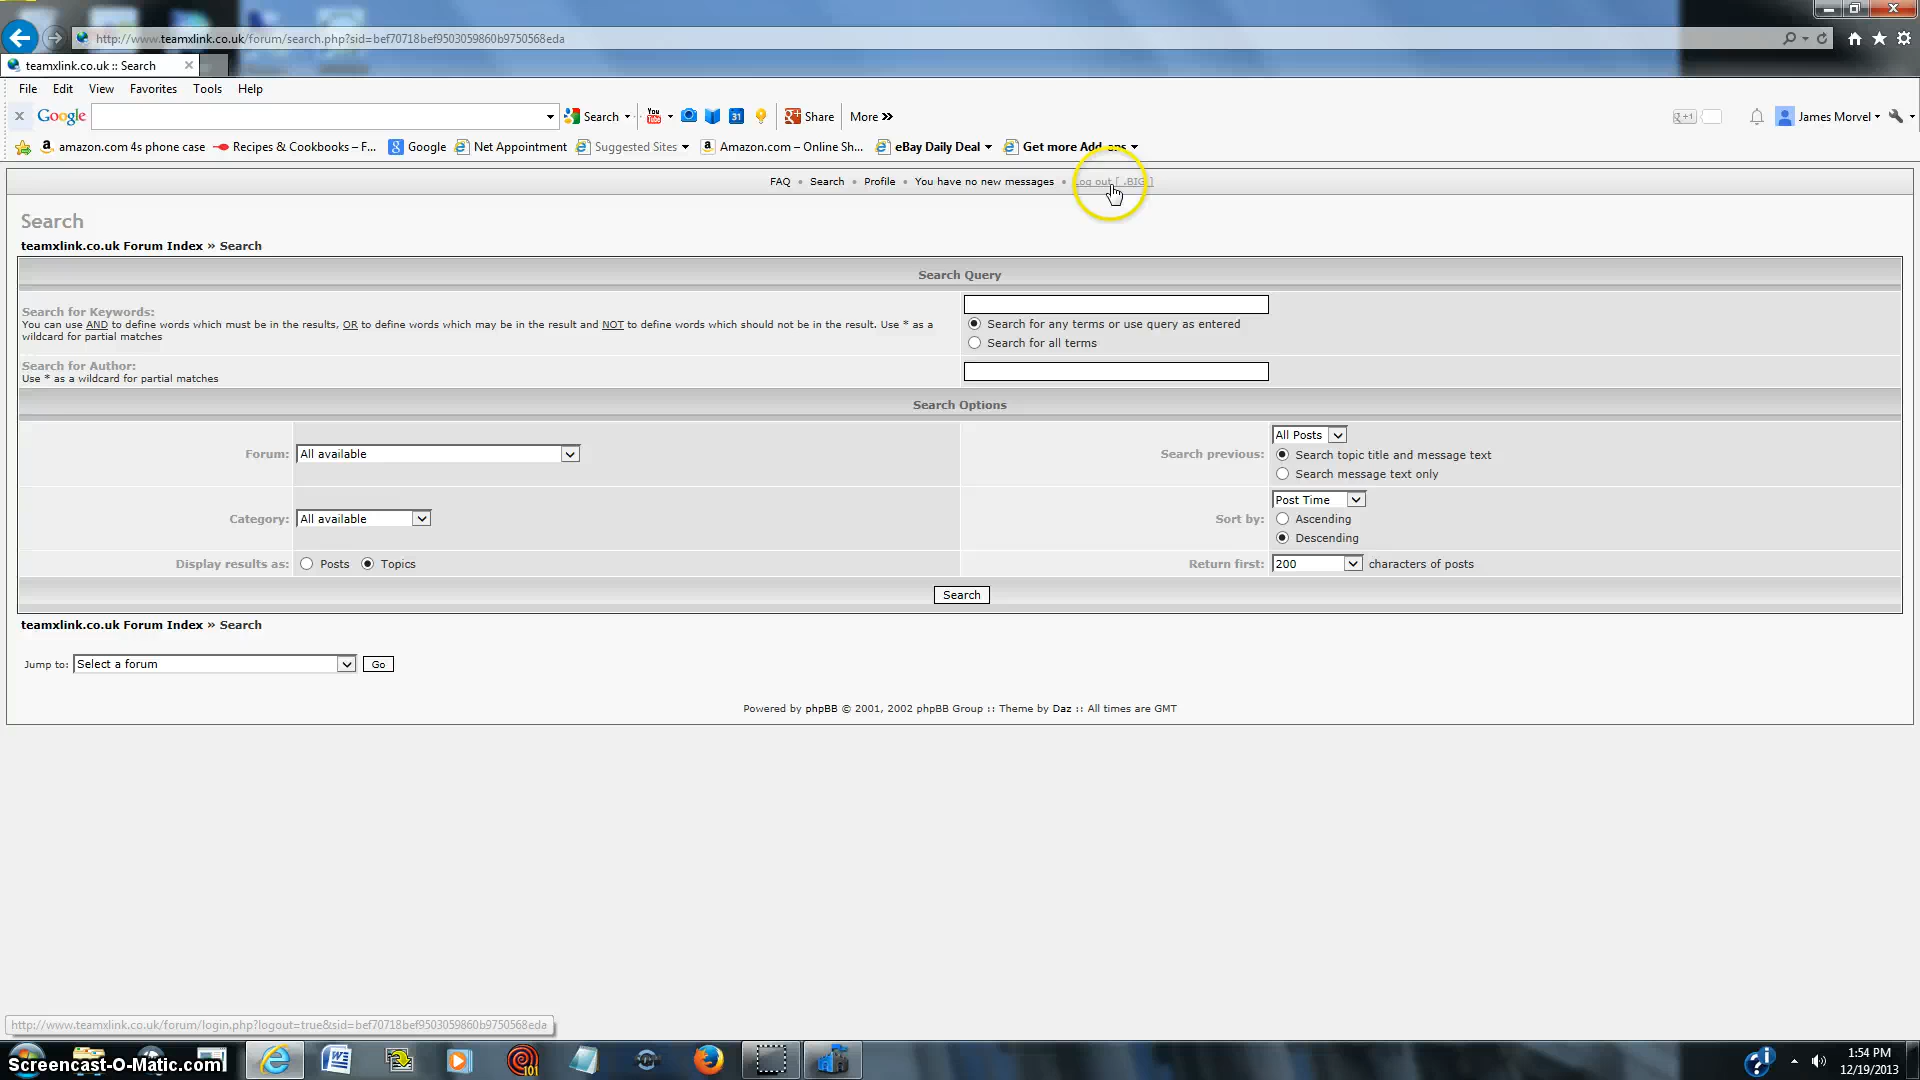 http://www.teamxlink.co.uk/forum/search.php?sid=bef70718bef9503059860b9750568eda
teamxlink.co.uk :: Search
File Edit View Favorites Tools Help
Google Search Share More » James Morvel
amazon.com 4s phone case Recipes & Cookbooks – F... Google Net Appointment Suggested Sites Amazon.com – Online Sh... eBay Daily Deal Get more Add-ons
FAQ Search Profile You have no new messages Log out [ .BIG. ]
Search
teamxlink.co.uk Forum Index » Search
Search Query
Search for Keywords:
You can use AND to define words which must be in the results, OR to define words which may be in the result and NOT to define words which should not be in the result. Use * as a
wildcard for partial matches
Search for any terms or use query as entered
Search for all terms
Search for Author:
Use * as a wildcard for partial matches
Search Options
Forum: All available
Search previous: All Posts
Search topic title and message text
Search message text only
Category: All available
Sort by: Post Time
Ascending
Descending
Display results as: Posts Topics
Return first: 200 characters of posts
Search
teamxlink.co.uk Forum Index » Search
Jump to: Select a forum Go
Powered by phpBB © 2001, 2002 phpBB Group :: Theme by Daz :: All times are GMT
http://www.teamxlink.co.uk/forum/login.php?logout=true&sid=bef70718bef9503059860b9750568eda
Screencast-O-Matic.com
1:54 PM
12/19/2013